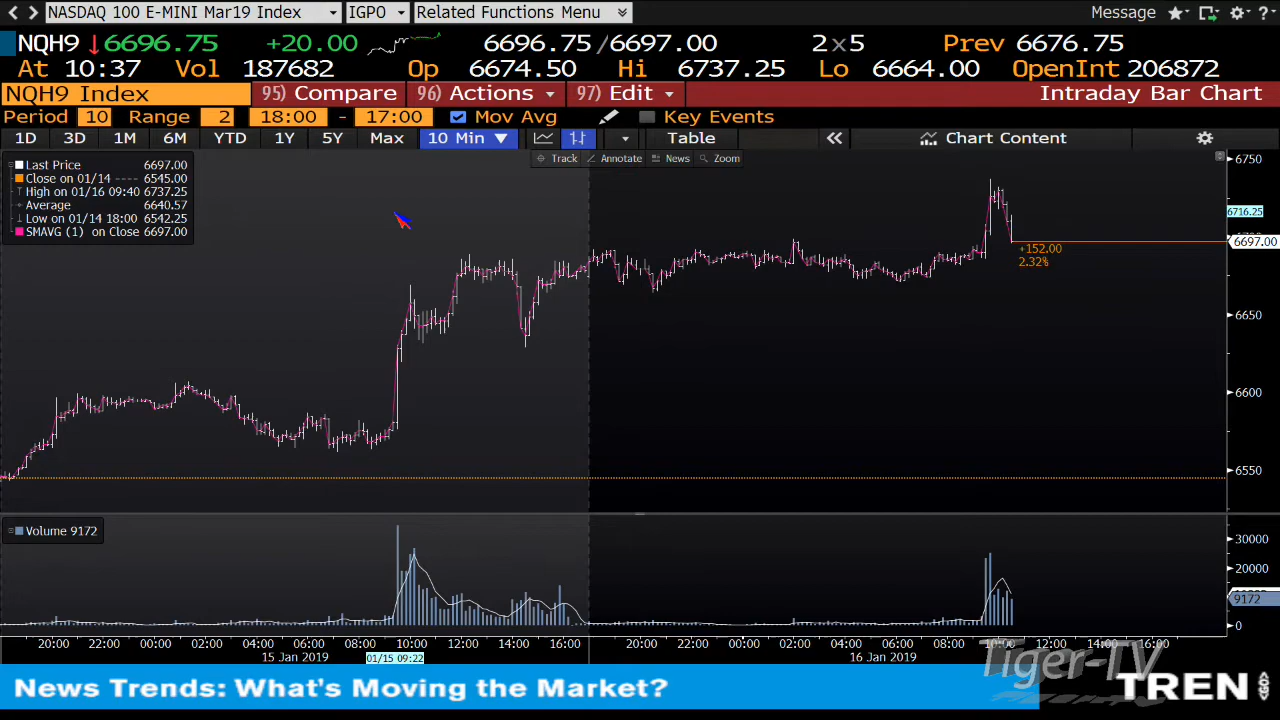 NASDAQ 100 E-MINI Mar19 Index IGPO Related Functions Menu Message ?
NQH9 ↓6696.75 +20.00 6696.75/6697.00 2x5 Prev 6676.75
At 10:37 Vol 187682 Op 6674.50 Hi 6737.25 Lo 6664.00 OpenInt 206872
NQH9 Index 95) Compare 96) Actions 97) Edit Intraday Bar Chart
Period 10 Range 2 18:00 - 17:00 Mov Avg Key Events
1D 3D 1M 6M YTD 1Y 5Y Max 10 Min ▼ Table « Chart Content
Track Annotate News Zoom
Last Price 6697.00
Close on 01/14 ---- 6545.00
High on 01/16 09:40 6737.25
Average 6640.57
Low on 01/14 18:00 6542.25
SMAVG (1) on Close 6697.00
6750
6716.25
6697.00
+152.00
2.32%
6650
6600
6550
Volume 9172
30000
20000
9172
0
20:00 22:00 00:00 02:00 04:00 06:00 08:00 10:00 12:00 14:00 16:00 20:00 22:00 00:00 02:00 04:00 06:00 08:00 10:00 12:00 14:00 16:00
15 Jan 2019 01/15 09:22 16 Jan 2019
Tiger-TV
News Trends: What's Moving the Market? TREN